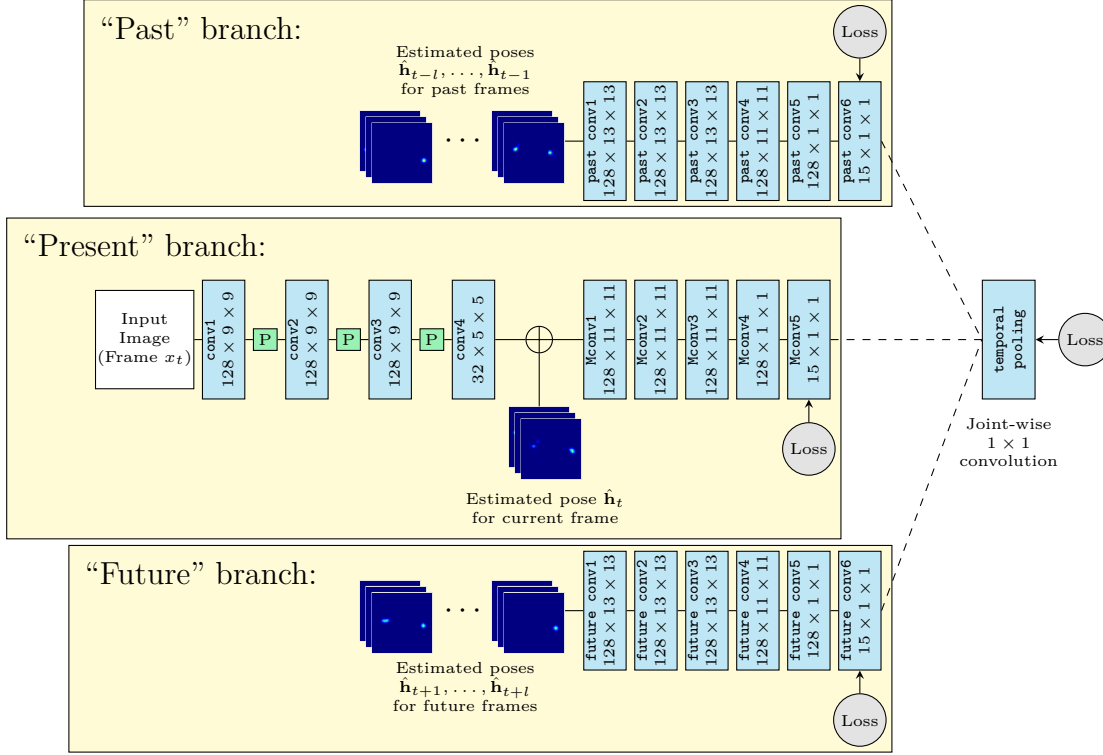 “Past” branch:
Estimated poses
ĥₜ₋ₗ, . . . , ĥₜ₋₁
for past frames
. . .
past conv1
128 × 13 × 13
past conv2
128 × 13 × 13
past conv3
128 × 13 × 13
past conv4
128 × 11 × 11
past conv5
128 × 1 × 1
past conv6
15 × 1 × 1
Loss
“Present” branch:
Input
Image
(Frame xₜ)
conv1
128 × 9 × 9
P
conv2
128 × 9 × 9
P
conv3
128 × 9 × 9
P
conv4
32 × 5 × 5
Estimated pose ĥₜ
for current frame
Mconv1
128 × 11 × 11
Mconv2
128 × 11 × 11
Mconv3
128 × 11 × 11
Mconv4
128 × 1 × 1
Mconv5
15 × 1 × 1
Loss
temporal
pooling
Loss
Joint-wise
1 × 1
convolution
“Future” branch:
. . .
Estimated poses
ĥₜ₊₁, . . . , ĥₜ₊ₗ
for future frames
future conv1
128 × 13 × 13
future conv2
128 × 13 × 13
future conv3
128 × 13 × 13
future conv4
128 × 11 × 11
future conv5
128 × 1 × 1
future conv6
15 × 1 × 1
Loss